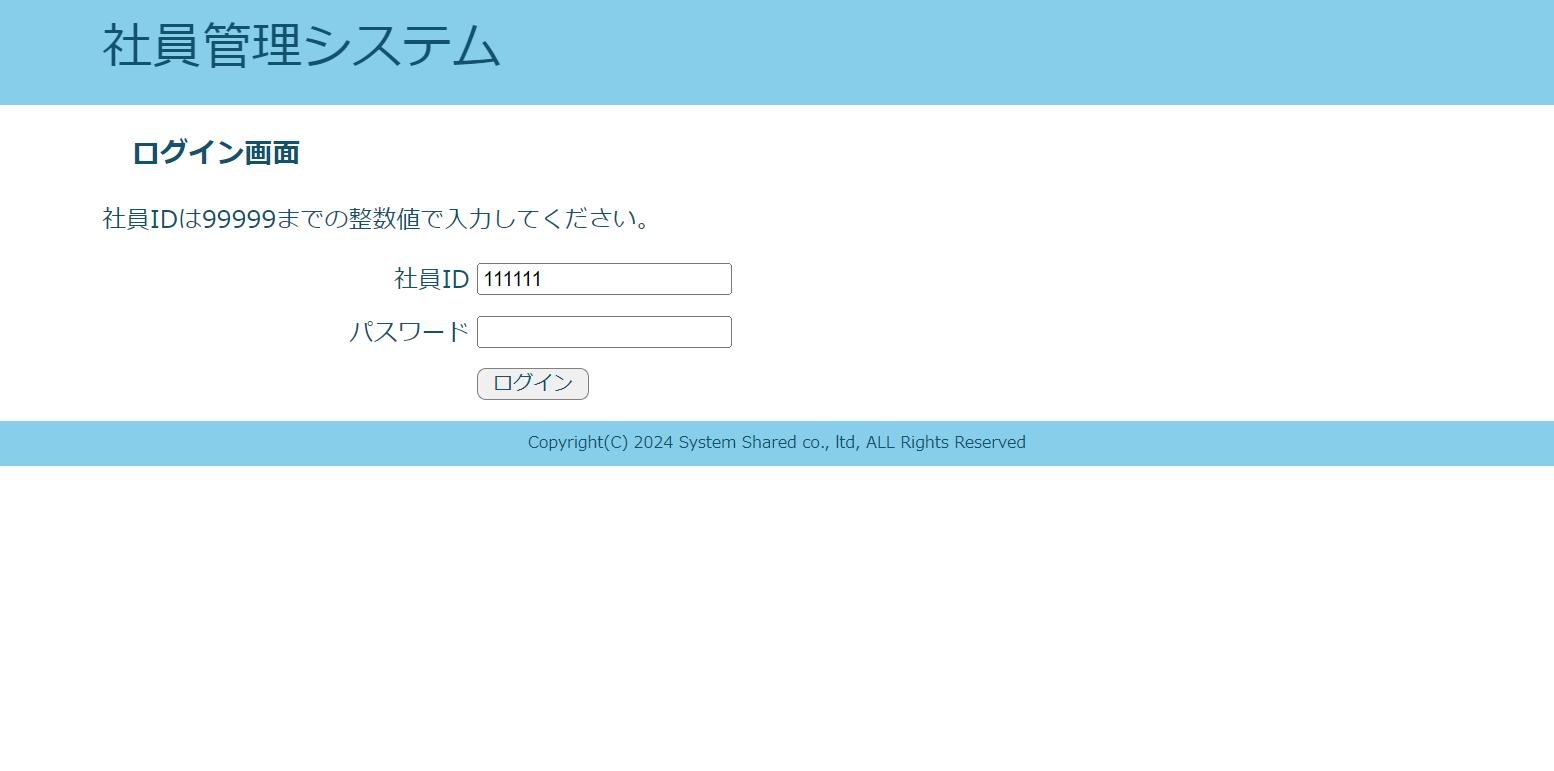 社員管理システム
ログイン画面
社員IDは99999までの整数値で入力してください。
社員ID 111111
パスワード
ログイン
Copyright(C) 2024 System Shared co., ltd, ALL Rights Reserved